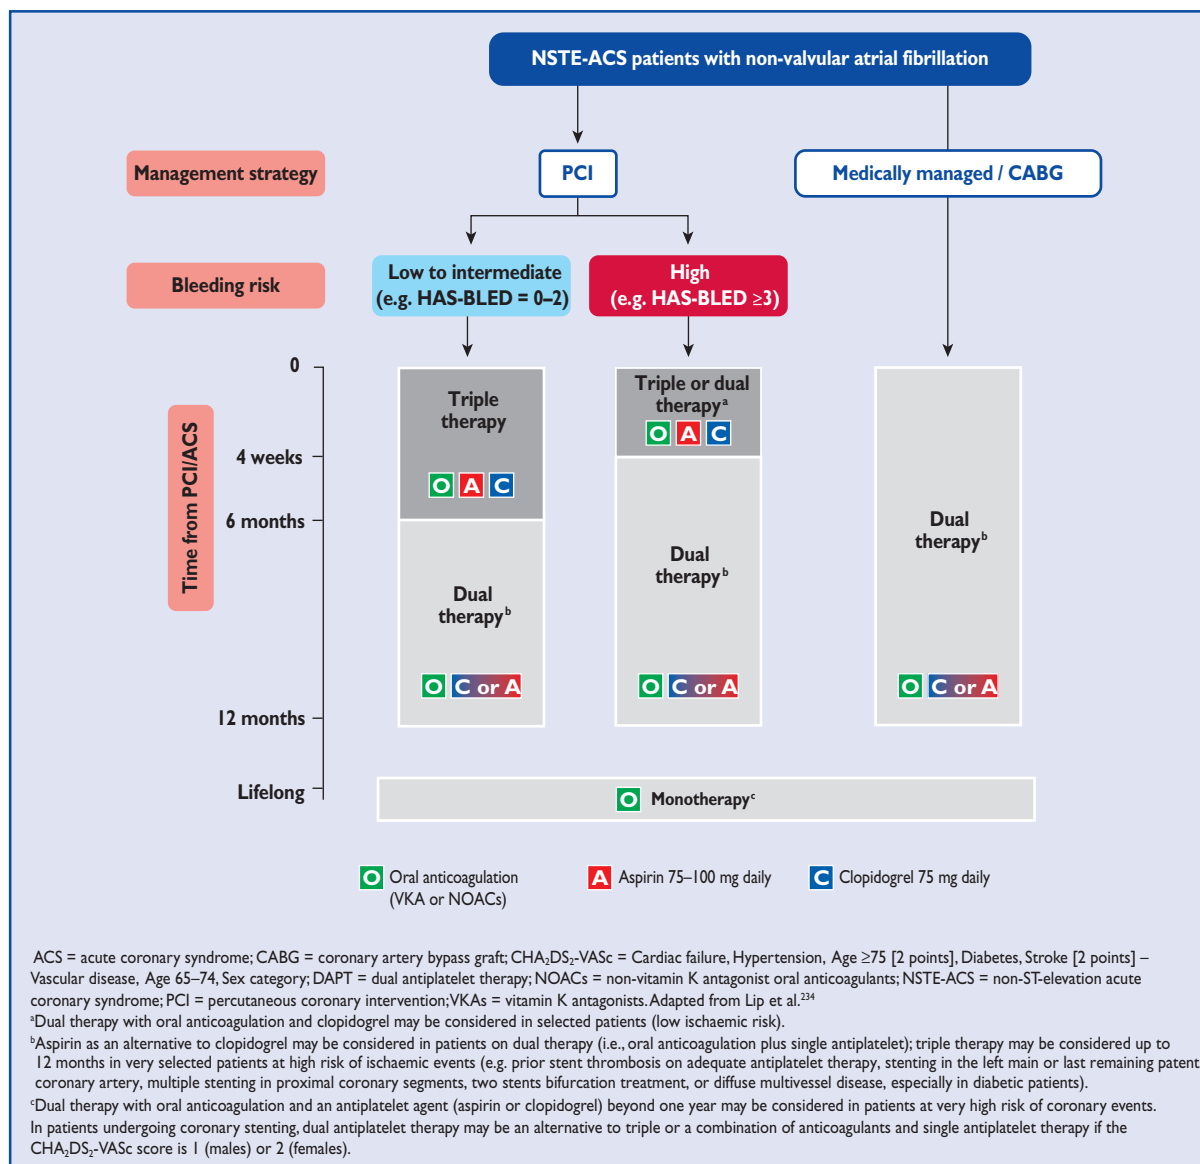 NSTE-ACS patients with non-valvular atrial fibrillation
Management strategy
PCI
Medically managed / CABG
Bleeding risk
Low to intermediate
(e.g. HAS-BLED = 0–2)
High
(e.g. HAS-BLED ≥3)
Time from PCI/ACS
0
4 weeks
6 months
12 months
Lifelong
Triple
therapy
O A C
Dual
therapyᵇ
O C or A
Triple or dual
therapyᵃ
O A C
Dual
therapyᵇ
O C or A
Dual
therapyᵇ
O C or A
O Monotherapyᶜ
O Oral anticoagulation
(VKA or NOACs)
A Aspirin 75–100 mg daily
C Clopidogrel 75 mg daily
ACS = acute coronary syndrome; CABG = coronary artery bypass graft; CHA₂DS₂-VASc = Cardiac failure, Hypertension, Age ≥75 [2 points], Diabetes, Stroke [2 points] –
Vascular disease, Age 65–74, Sex category; DAPT = dual antiplatelet therapy; NOACs = non-vitamin K antagonist oral anticoagulants; NSTE-ACS = non-ST-elevation acute
coronary syndrome; PCI = percutaneous coronary intervention; VKAs = vitamin K antagonists. Adapted from Lip et al.²³⁴
ᵃDual therapy with oral anticoagulation and clopidogrel may be considered in selected patients (low ischaemic risk).
ᵇAspirin as an alternative to clopidogrel may be considered in patients on dual therapy (i.e., oral anticoagulation plus single antiplatelet); triple therapy may be considered up to
12 months in very selected patients at high risk of ischaemic events (e.g. prior stent thrombosis on adequate antiplatelet therapy, stenting in the left main or last remaining patent
coronary artery, multiple stenting in proximal coronary segments, two stents bifurcation treatment, or diffuse multivessel disease, especially in diabetic patients).
ᶜDual therapy with oral anticoagulation and an antiplatelet agent (aspirin or clopidogrel) beyond one year may be considered in patients at very high risk of coronary events.
In patients undergoing coronary stenting, dual antiplatelet therapy may be an alternative to triple or a combination of anticoagulants and single antiplatelet therapy if the
CHA₂DS₂-VASc score is 1 (males) or 2 (females).